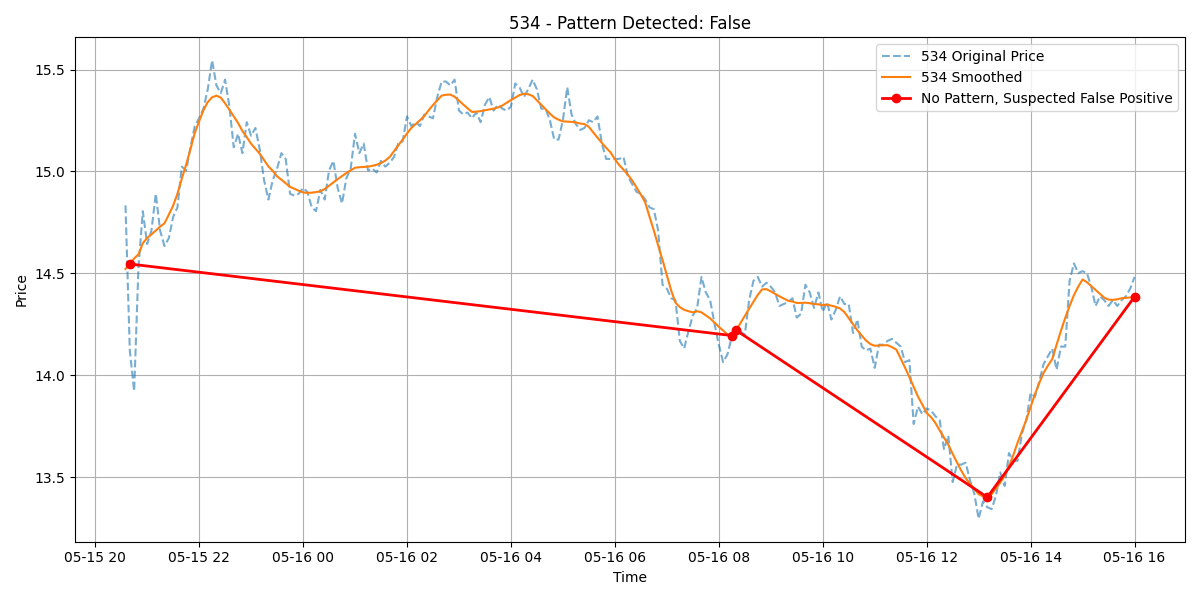 534 - Pattern Detected: False
534 Original Price
534 Smoothed
No Pattern, Suspected False Positive
Price
15.5
15.0
14.5
14.0
13.5
05-15 20 05-15 22 05-16 00 05-16 02 05-16 04 05-16 06 05-16 08 05-16 10 05-16 12 05-16 14 05-16 16
Time